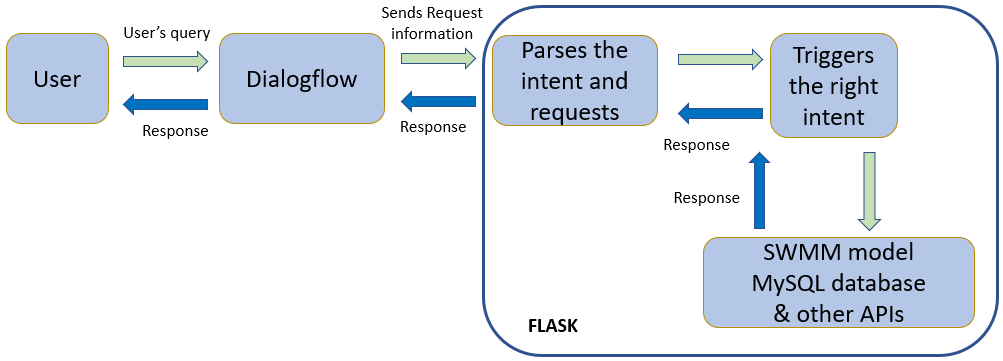 User's query
Sends Request
information
User
Dialogflow
Parses the
intent and
requests
Triggers
the right
intent
Response
Response
Response
Response
SWMM model
MySQL database
& other APIs
FLASK